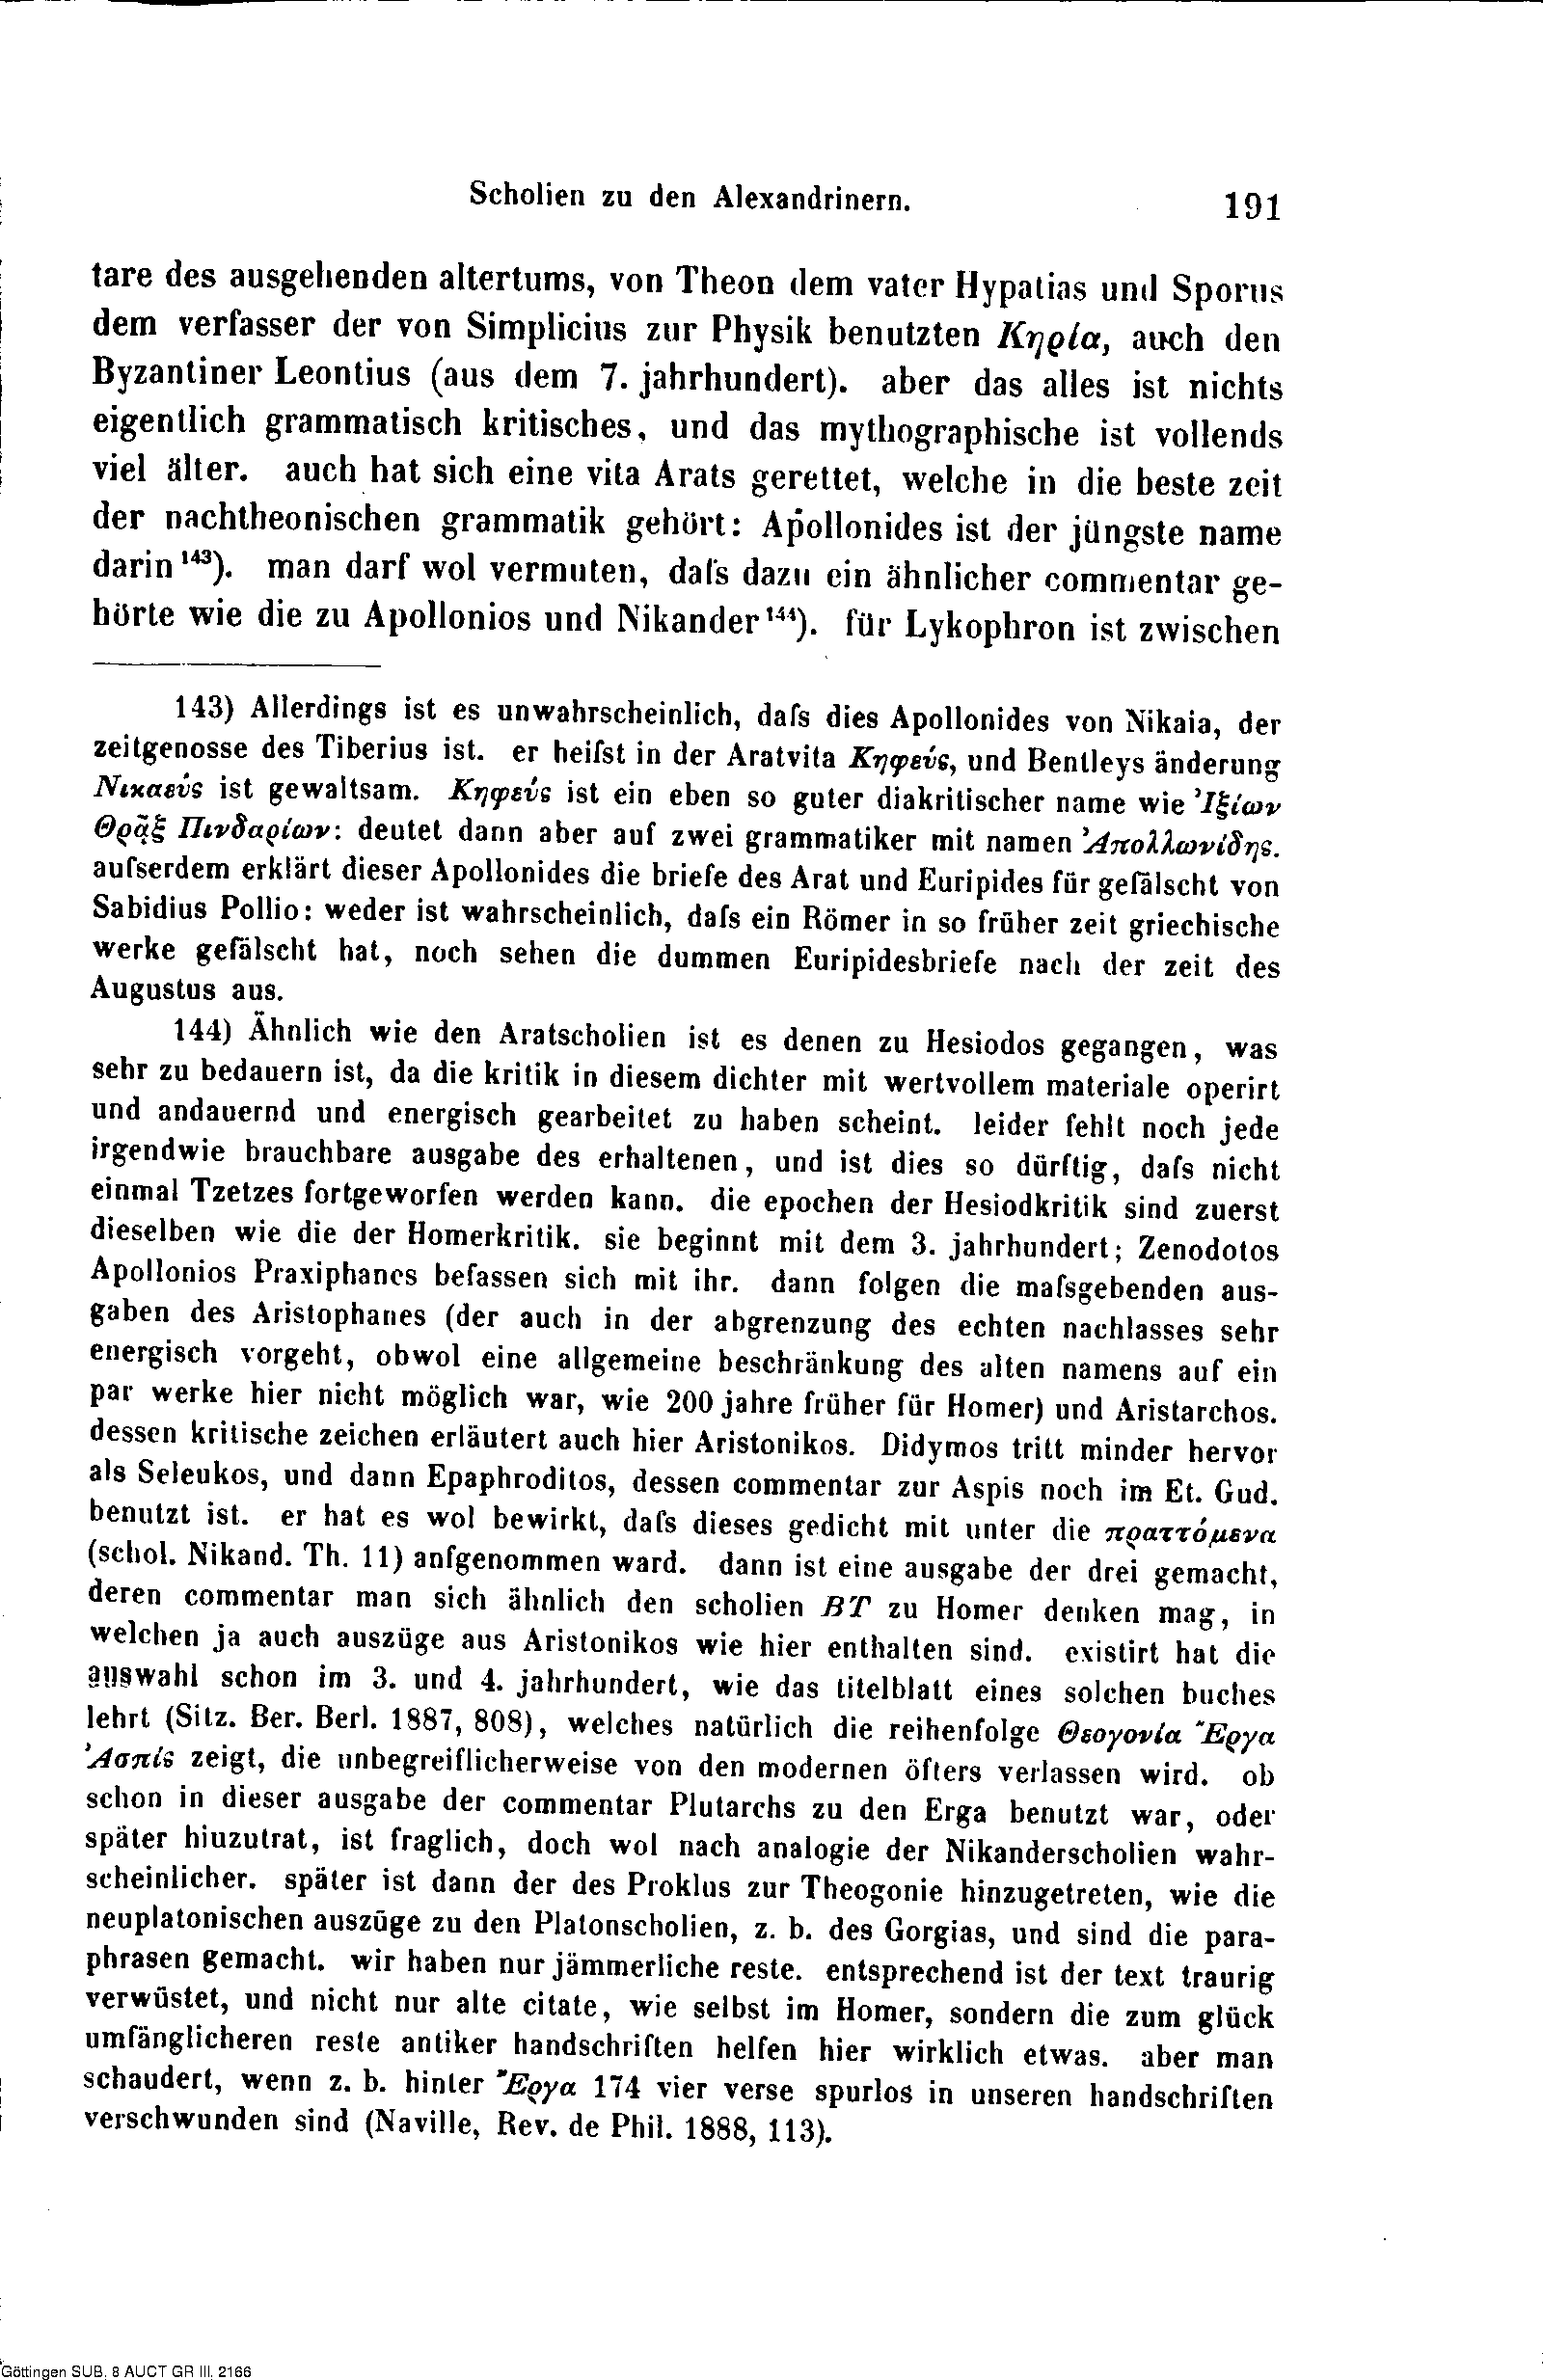 Scholien zu den Alexandrinern. 191
tare des ausgehenden altertums, von Theon dem vater Hypatias und Sporus
dem verfasser der von Simplicius zur Physik benutzten Κηρία, auch den
Byzantiner Leontius (aus dem 7. jahrhundert). aber das alles ist nichts
eigentlich grammatisch kritisches, und das mythographische ist vollends
viel älter. auch hat sich eine vita Arats gerettet, welche in die beste zeit
der nachtheonischen grammatik gehört: Apollonides ist der jüngste name
darin¹⁴³). man darf wol vermuten, daſs dazu ein ähnlicher commentar ge-
hörte wie die zu Apollonios und Nikander¹⁴⁴). für Lykophron ist zwischen
143) Allerdings ist es unwahrscheinlich, daſs dies Apollonides von Nikaia, der
zeitgenosse des Tiberius ist. er heiſst in der Aratvita Κηφεύς, und Bentleys änderung
Νικαεύς ist gewaltsam. Κηφεύς ist ein eben so guter diakritischer name wie Ἰξίων
Θρᾷξ Πινδαρίων: deutet dann aber auf zwei grammatiker mit namen Ἀπολλωνίδης.
auſserdem erklärt dieser Apollonides die briefe des Arat und Euripides für gefälscht von
Sabidius Pollio: weder ist wahrscheinlich, daſs ein Römer in so früher zeit griechische
werke gefälscht hat, noch sehen die dummen Euripidesbriefe nach der zeit des
Augustus aus.
144) Ähnlich wie den Aratscholien ist es denen zu Hesiodos gegangen, was
sehr zu bedauern ist, da die kritik in diesem dichter mit wertvollem materiale operirt
und andauernd und energisch gearbeitet zu haben scheint. leider fehlt noch jede
irgendwie brauchbare ausgabe des erhaltenen, und ist dies so dürftig, daſs nicht
einmal Tzetzes fortgeworfen werden kann. die epochen der Hesiodkritik sind zuerst
dieselben wie die der Homerkritik. sie beginnt mit dem 3. jahrhundert; Zenodotos
Apollonios Praxiphanes befassen sich mit ihr. dann folgen die maſsgebenden aus-
gaben des Aristophanes (der auch in der abgrenzung des echten nachlasses sehr
energisch vorgeht, obwol eine allgemeine beschränkung des alten namens auf ein
par werke hier nicht möglich war, wie 200 jahre früher für Homer) und Aristarchos.
dessen kritische zeichen erläutert auch hier Aristonikos. Didymos tritt minder hervor
als Seleukos, und dann Epaphroditos, dessen commentar zur Aspis noch im Et. Gud.
benutzt ist. er hat es wol bewirkt, daſs dieses gedicht mit unter die πραττόμενα
(schol. Nikand. Th. 11) anfgenommen ward. dann ist eine ausgabe der drei gemacht,
deren commentar man sich ähnlich den scholien BT zu Homer denken mag, in
welchen ja auch auszüge aus Aristonikos wie hier enthalten sind. existirt hat die
auswahl schon im 3. und 4. jahrhundert, wie das titelblatt eines solchen buches
lehrt (Sitz. Ber. Berl. 1887, 808), welches natürlich die reihenfolge Θεογονία Ἔργα
Ἀσπίς zeigt, die unbegreiflicherweise von den modernen öfters verlassen wird. ob
schon in dieser ausgabe der commentar Plutarchs zu den Erga benutzt war, oder
später hiuzutrat, ist fraglich, doch wol nach analogie der Nikanderscholien wahr-
scheinlicher. später ist dann der des Proklus zur Theogonie hinzugetreten, wie die
neuplatonischen auszüge zu den Platonscholien, z. b. des Gorgias, und sind die para-
phrasen gemacht. wir haben nur jämmerliche reste. entsprechend ist der text traurig
verwüstet, und nicht nur alte citate, wie selbst im Homer, sondern die zum glück
umfänglicheren reste antiker handschriften helfen hier wirklich etwas. aber man
schaudert, wenn z. b. hinter Ἔργα 174 vier verse spurlos in unseren handschriften
verschwunden sind (Naville, Rev. de Phil. 1888, 113).
Göttingen SUB, 8 AUCT GR III, 2166